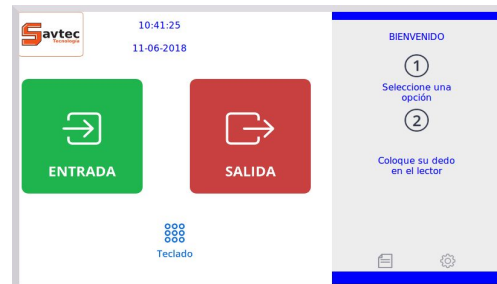 Savtec
Tecnología
10:41:25
11-06-2018
ENTRADA
SALIDA
Teclado
BIENVENIDO
1
Seleccione una
opción
2
Coloque su dedo
en el lector